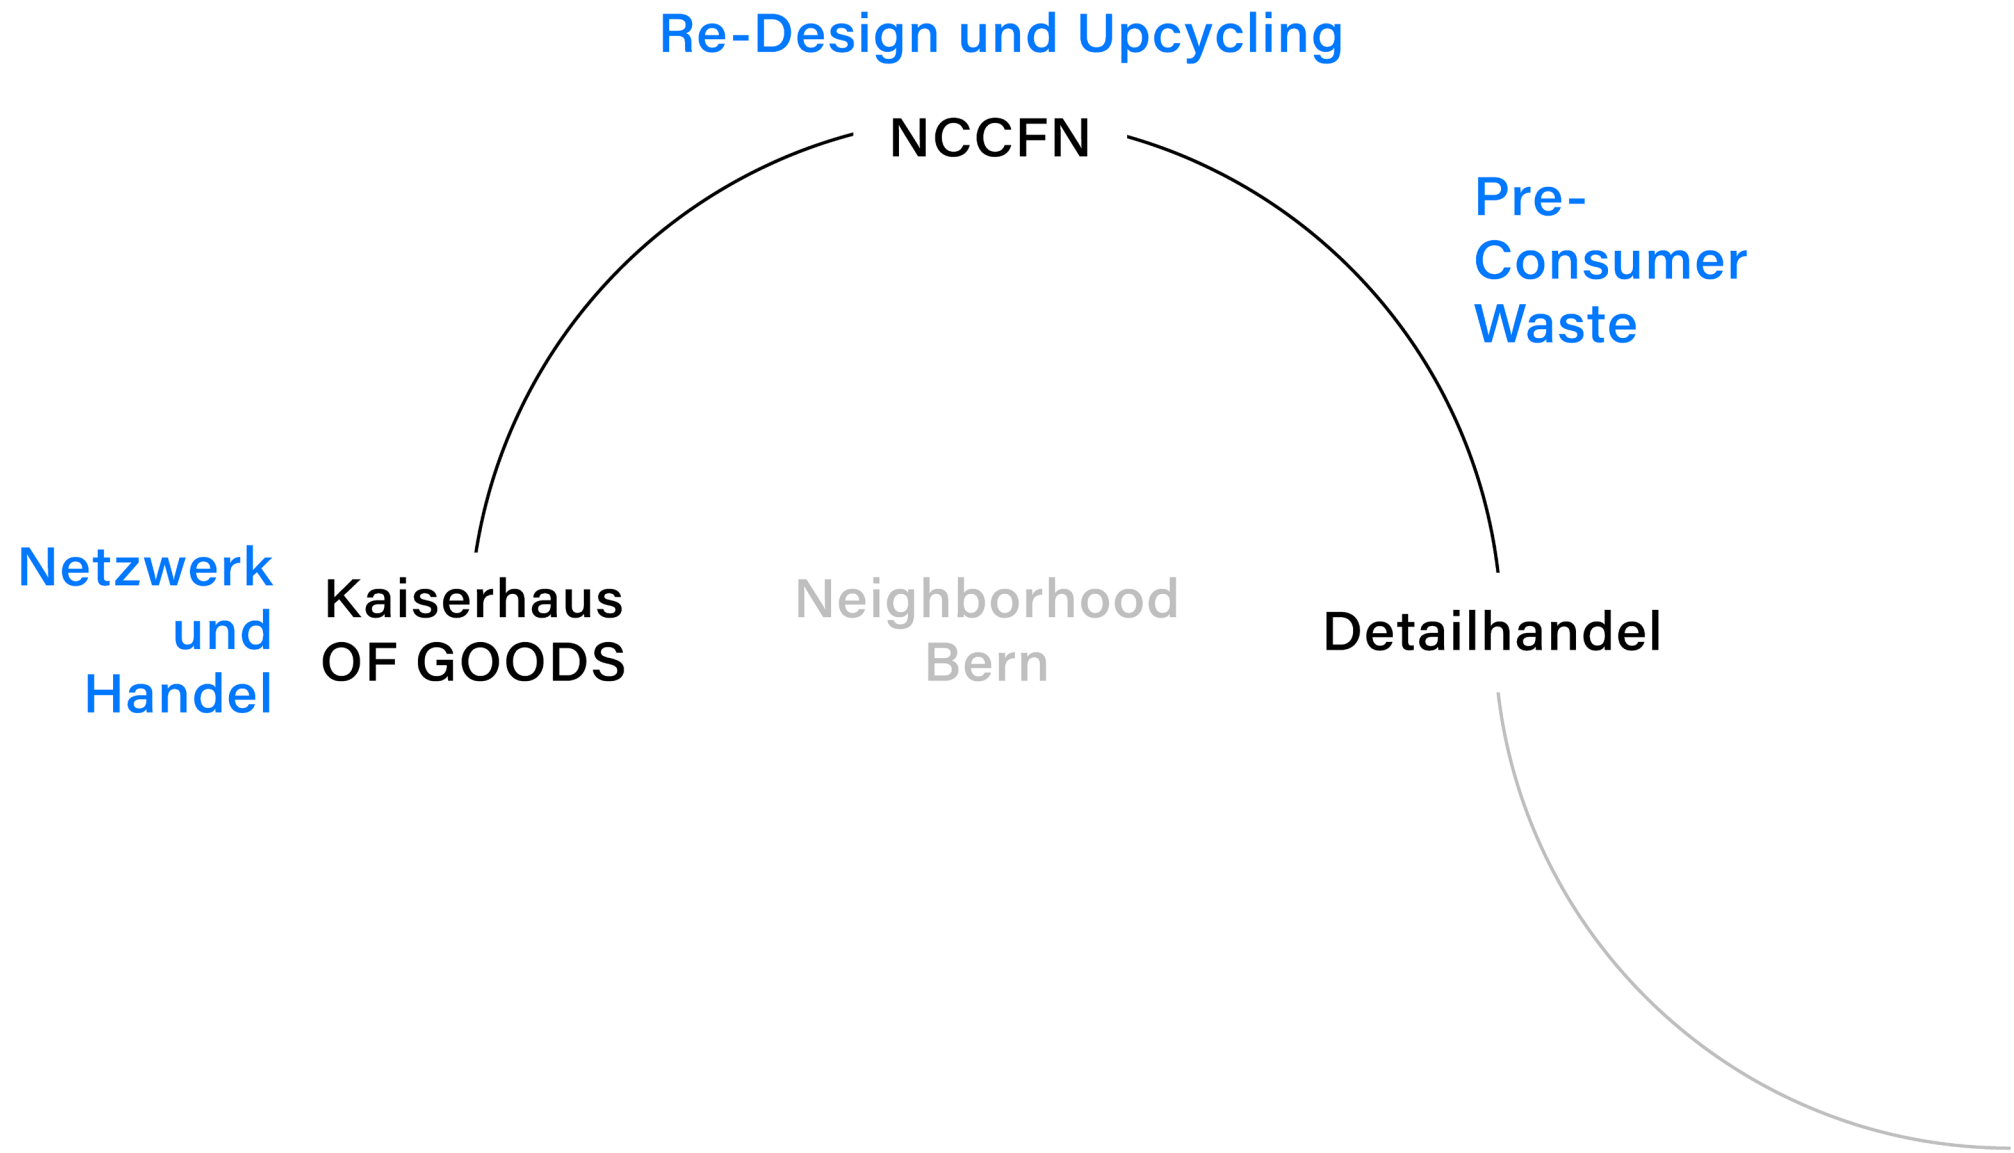 Re-Design und Upcycling
NCCFN
Pre-
Consumer
Waste
Netzwerk
und
Handel
Kaiserhaus
OF GOODS
Neighborhood
Bern
Detailhandel